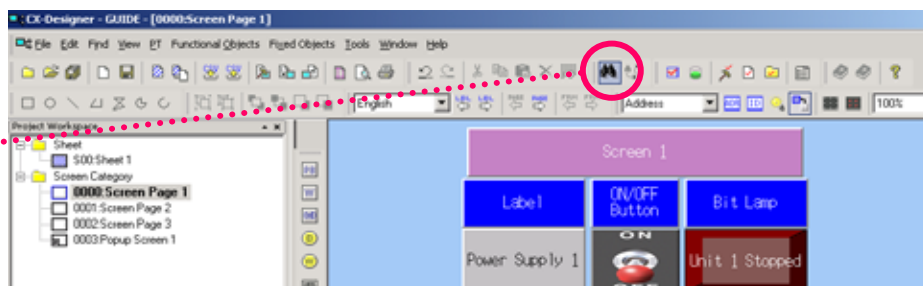 CX-Designer - GUIDE - [0000:Screen Page 1]
File Edit Find View PT Functional Objects Fixed Objects Tools Window Help
English Address 100%
Project Workspace
Sheet
S00:Sheet 1
Screen Category
0000:Screen Page 1
0001:Screen Page 2
0002:Screen Page 3
0003:Popup Screen 1
Screen 1
Label ON/OFF Button Bit Lamp
ON
Power Supply 1 Unit 1 Stopped